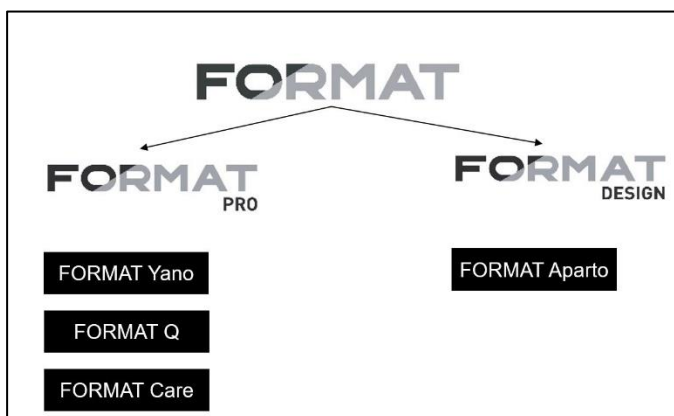 FORMAT
FORMAT
PRO
FORMAT
DESIGN
FORMAT Yano
FORMAT Aparto
FORMAT Q
FORMAT Care